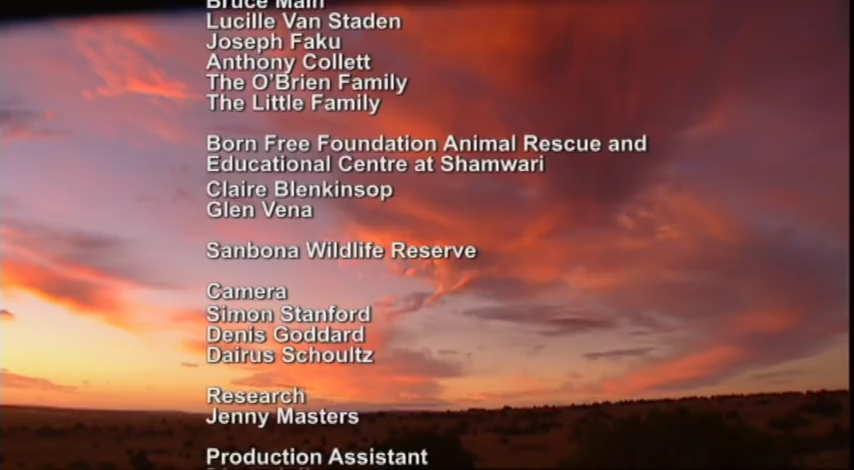 Bruce Main
Lucille Van Staden
Joseph Faku
Anthony Collett
The O'Brien Family
The Little Family
Born Free Foundation Animal Rescue and
Educational Centre at Shamwari
Claire Blenkinsop
Glen Vena
Sanbona Wildlife Reserve
Camera
Simon Stanford
Denis Goddard
Dairus Schoultz
Research
Jenny Masters
Production Assistant